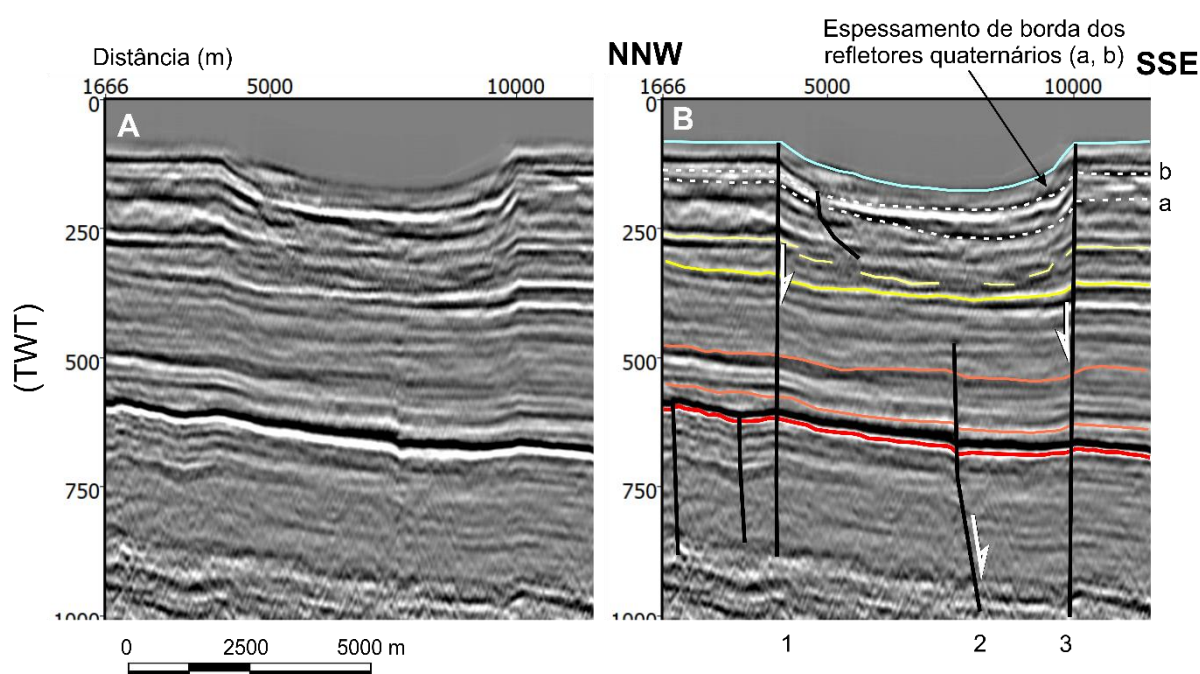 Distância (m)
1666 5000 10000
0
250
500
750
1000
(TWT)
A
0 2500 5000 m
NNW
Espessamento de borda dos
refletores quaternários (a, b)
SSE
1666 5000 10000
0
250
500
750
1000
B
b
a
1 2 3